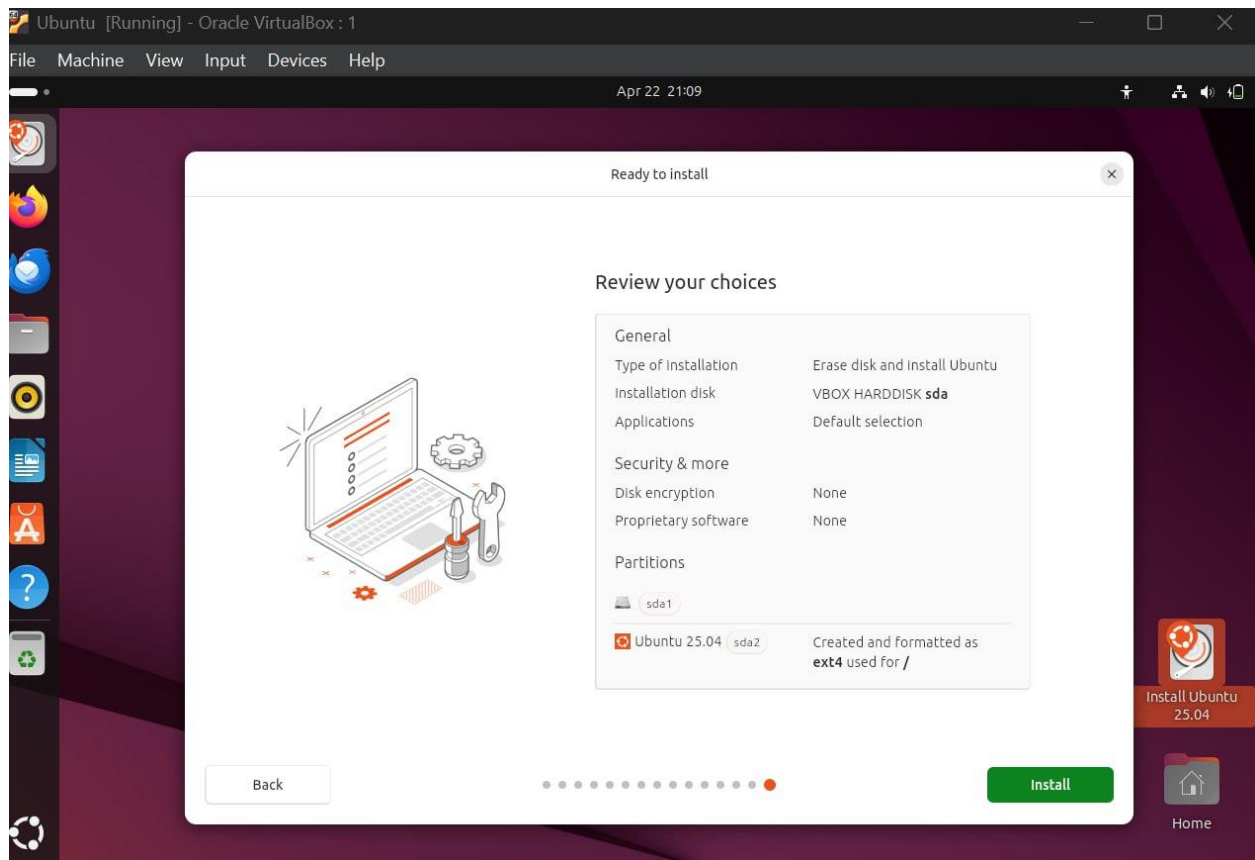 Ubuntu [Running] - Oracle VirtualBox : 1
File Machine View Input Devices Help
Apr 22 21:09
Ready to install
Review your choices
General
Type of installation Erase disk and install Ubuntu
Installation disk VBOX HARDDISK sda
Applications Default selection
Security & more
Disk encryption None
Proprietary software None
Partitions
sda1
Ubuntu 25.04 sda2 Created and formatted as
ext4 used for /
Install Ubuntu
25.04
Back
Install
Home